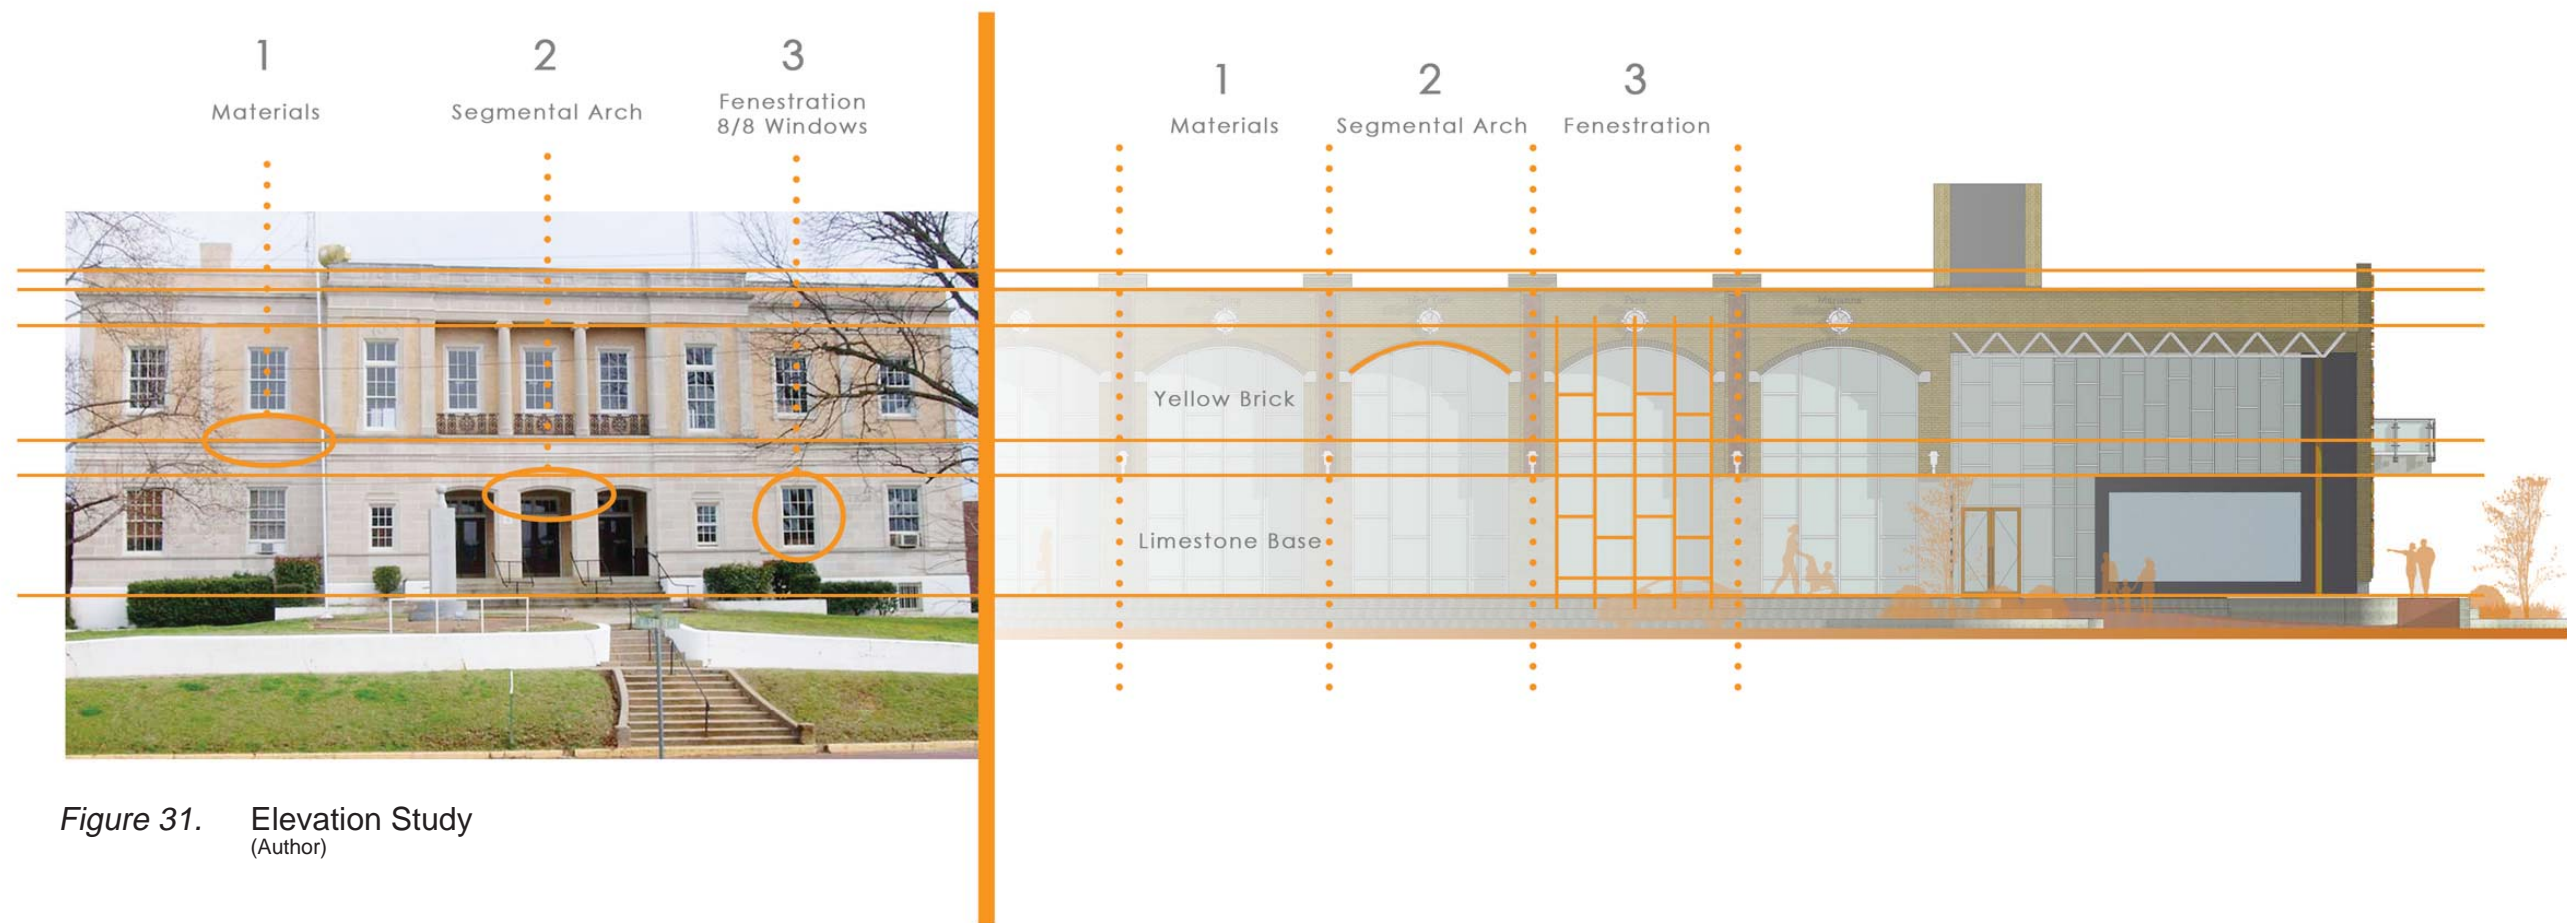 1
Materials
2
Segmental Arch
3
Fenestration
8/8 Windows
1
Materials
2
Segmental Arch
3
Fenestration
Yellow Brick
Limestone Base
Figure 31. Elevation Study
(Author)